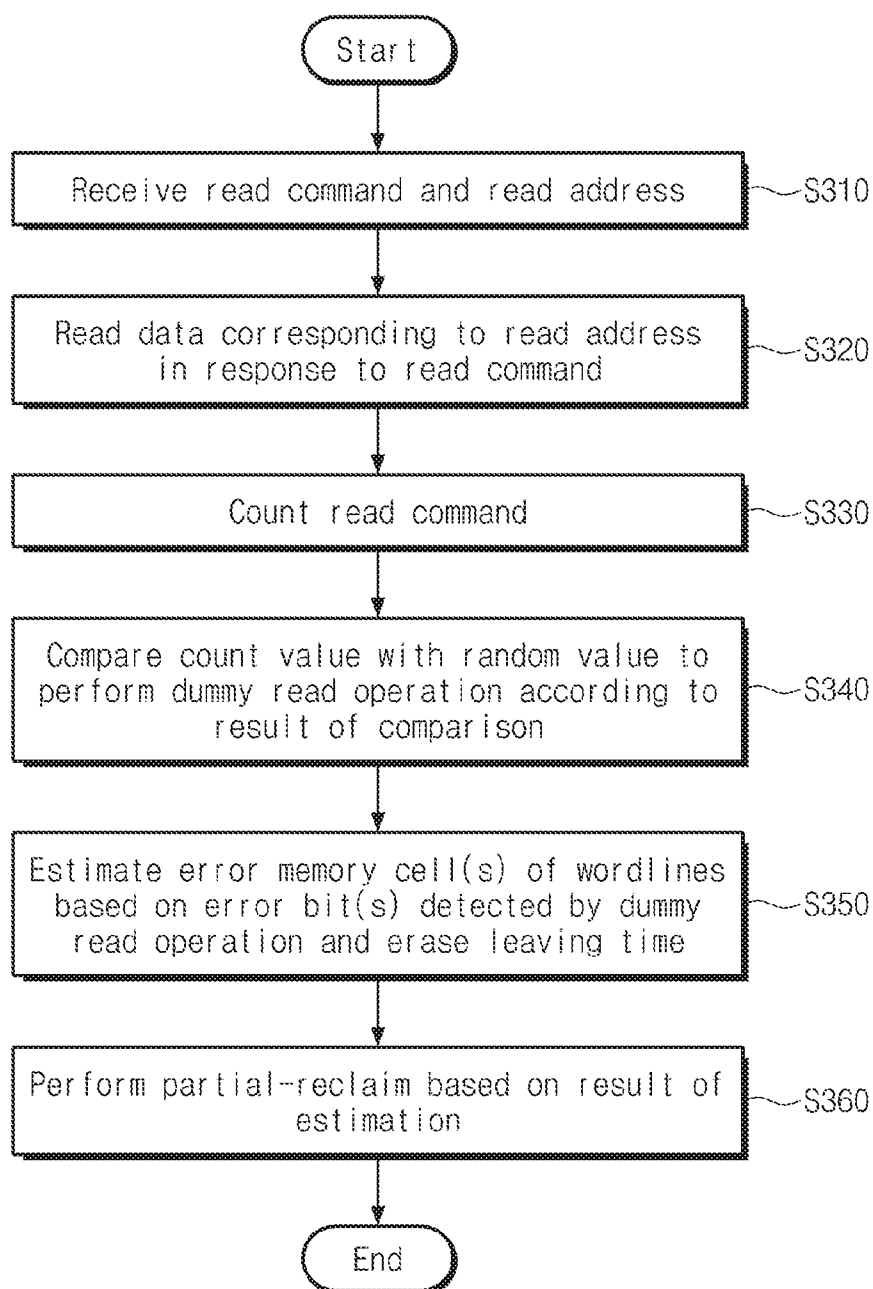 Start
Receive read command and read address
S310
Read data corresponding to read address
in response to read command
S320
Count read command
S330
Compare count value with random value to
perform dummy read operation according to
result of comparison
S340
Estimate error memory cell(s) of wordlines
based on error bit(s) detected by dummy
read operation and erase leaving time
S350
Perform partial-reclaim based on result of
estimation
S360
End